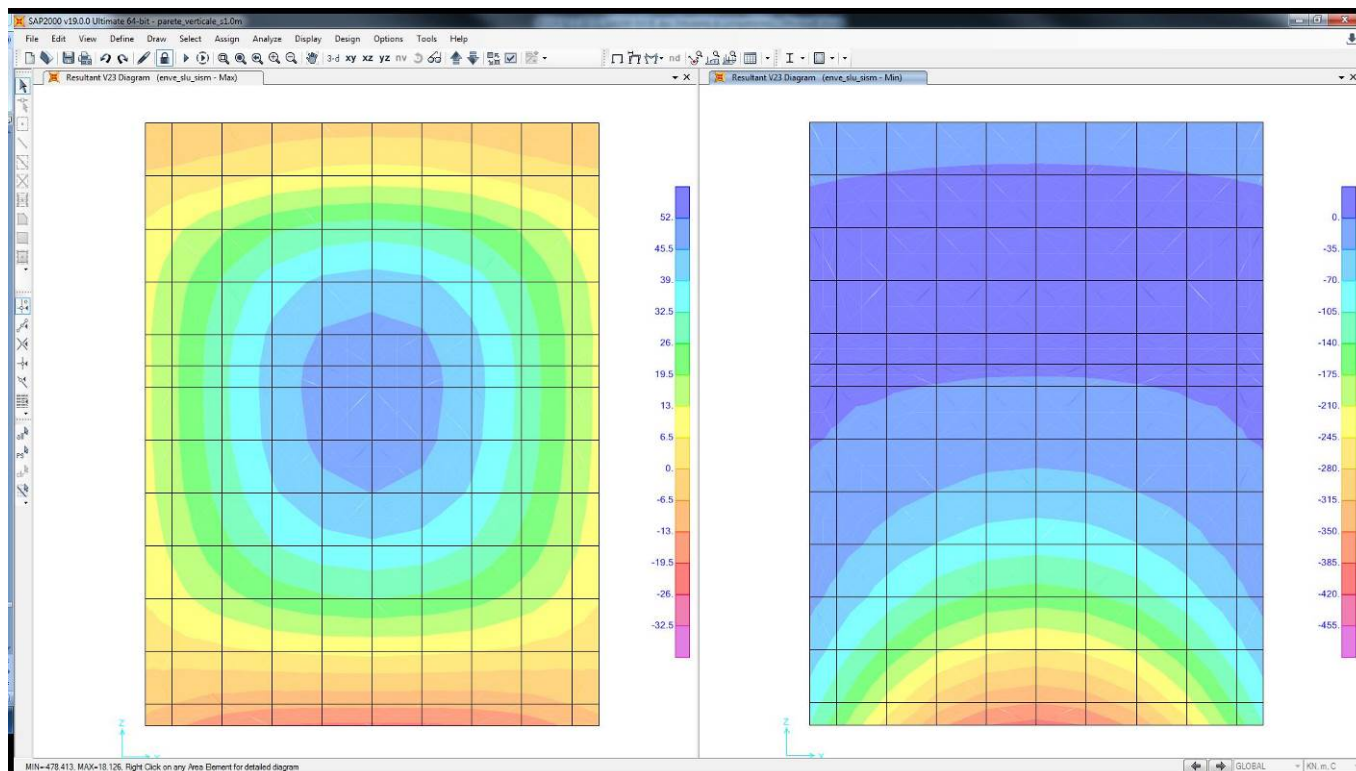 SAP2000 v19.0.0 Ultimate 64-bit - parete_verticale_s1.0m
File Edit View Define Draw Select Assign Analyze Display Design Options Tools Help
3-d xy xz yz nv nd
Resultant V23 Diagram (enve_slu_sism - Max)
Resultant V23 Diagram (enve_slu_sism - Min)
52.
45.5
39.
32.5
26.
19.5
13.
6.5
0.
-6.5
-13.
-19.5
-26.
-32.5
0.
-35.
-70.
-105.
-140.
-175.
-210.
-245.
-280.
-315.
-350.
-385.
-420.
-455.
Z
Z
MIN=-478.413, MAX=18.126, Right Click on any Area Element for detailed diagram
GLOBAL
KN, m, C